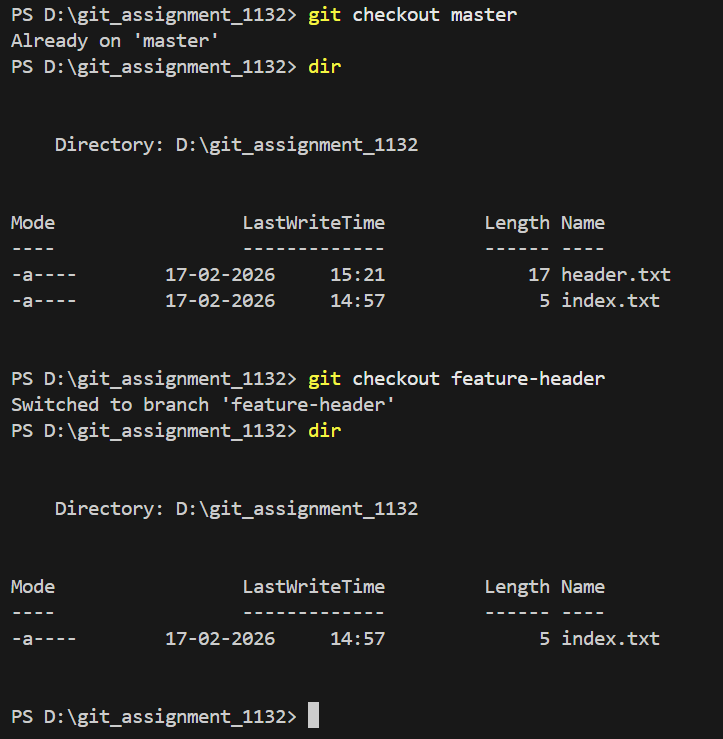 PS D:\git_assignment_1132> git checkout master
Already on 'master'
PS D:\git_assignment_1132> dir
Directory: D:\git_assignment_1132
Mode                 LastWriteTime         Length Name
----                 -------------         ------ ----
-a----        17-02-2026     15:21             17 header.txt
-a----        17-02-2026     14:57              5 index.txt
PS D:\git_assignment_1132> git checkout feature-header
Switched to branch 'feature-header'
PS D:\git_assignment_1132> dir
Directory: D:\git_assignment_1132
Mode                 LastWriteTime         Length Name
----                 -------------         ------ ----
-a----        17-02-2026     14:57              5 index.txt
PS D:\git_assignment_1132>